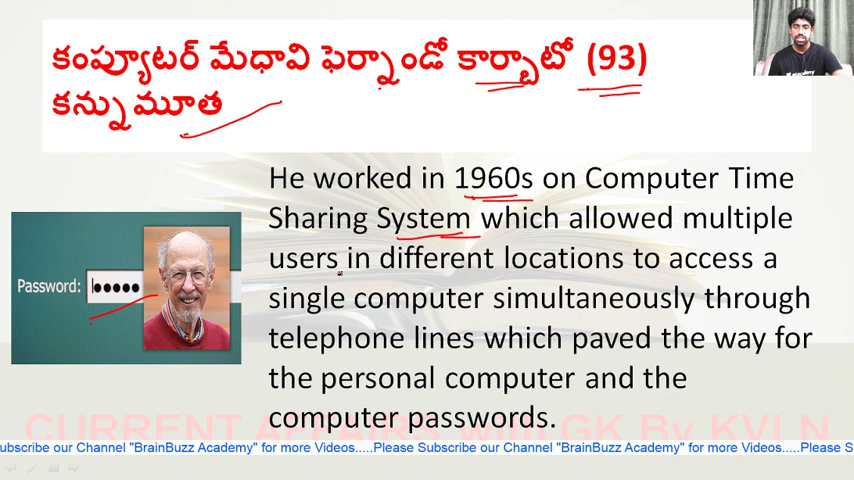 కంప్యూటర్ మేధావి ఫెర్నాండో కార్బాటో (93)
కన్నుమూత
He worked in 1960s on Computer Time
Sharing System which allowed multiple
users in different locations to access a
single computer simultaneously through
telephone lines which paved the way for
the personal computer and the
computer passwords.
Password:
CURRENT AFFAIRS with GK By KVLN
ubscribe our Channel "BrainBuzz Academy" for more Videos.....Please Subscribe our Channel "BrainBuzz Academy" for more Videos.....Please S